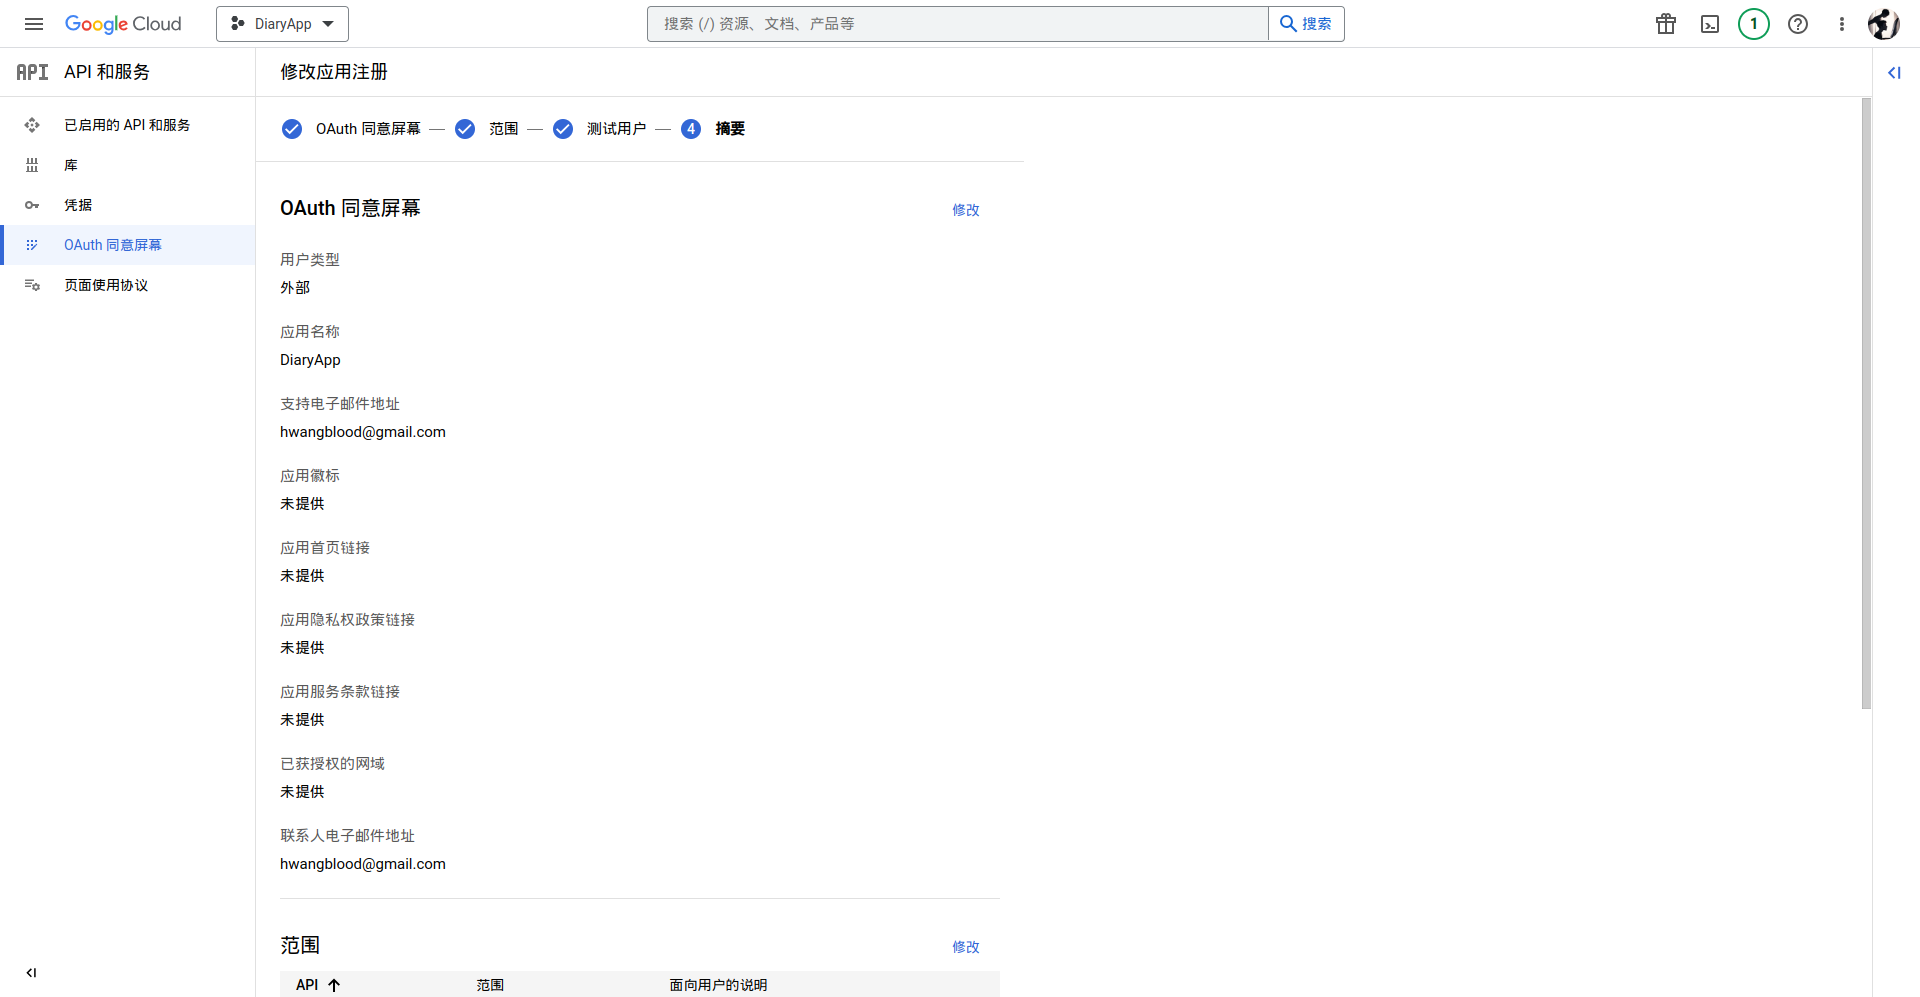 Google Cloud
DiaryApp
搜索 (/) 资源、文档、产品等
搜索
1
API
API 和服务
修改应用注册
已启用的 API 和服务
库
凭据
OAuth 同意屏幕
页面使用协议
OAuth 同意屏幕
范围
测试用户
4
摘要
OAuth 同意屏幕
修改
用户类型
外部
应用名称
DiaryApp
支持电子邮件地址
hwangblood@gmail.com
应用徽标
未提供
应用首页链接
未提供
应用隐私权政策链接
未提供
应用服务条款链接
未提供
已获授权的网域
未提供
联系人电子邮件地址
hwangblood@gmail.com
范围
修改
API
范围
面向用户的说明